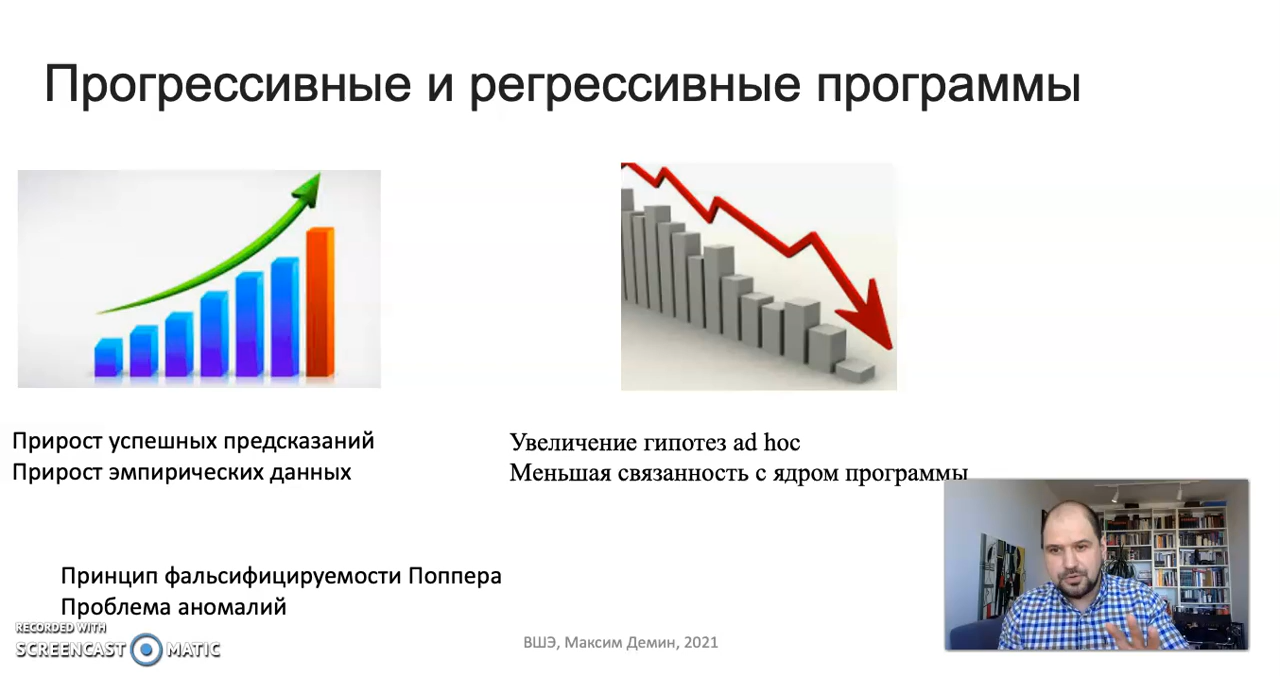 Прогрессивные и регрессивные программы
Прирост успешных предсказаний
Прирост эмпирических данных
Увеличение гипотез ad hoc
Меньшая связанность с ядром программы
Принцип фальсифицируемости Поппера
Проблема аномалий
RECORDED WITH
SCREENCAST MATIC
ВШЭ, Максим Демин, 2021